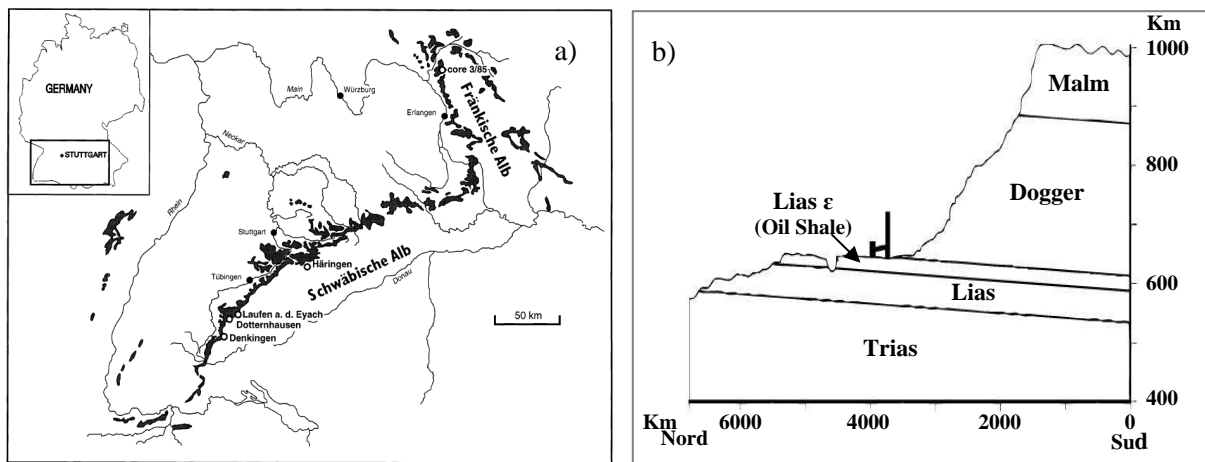 a)
GERMANY
STUTTGART
Main
Würzburg
core 3/85
Erlangen
Fränkische Alb
Neckar
Rhein
Stuttgart
Tübingen
Häringen
Schwäbische Alb
Donau
Laufen a. d. Eyach
Dotternhausen
Denkingen
50 km
b)
Km
1000
Malm
800
Dogger
Lias ε
(Oil Shale)
600
Lias
Trias
400
Km
6000
4000
2000
0
Nord
Sud